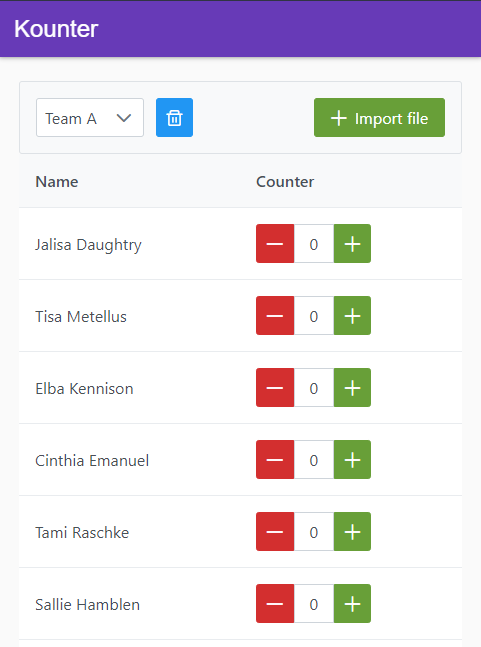 Kounter
Team A Import file
Name Counter
Jalisa Daughtry 0
Tisa Metellus 0
Elba Kennison 0
Cinthia Emanuel 0
Tami Raschke 0
Sallie Hamblen 0